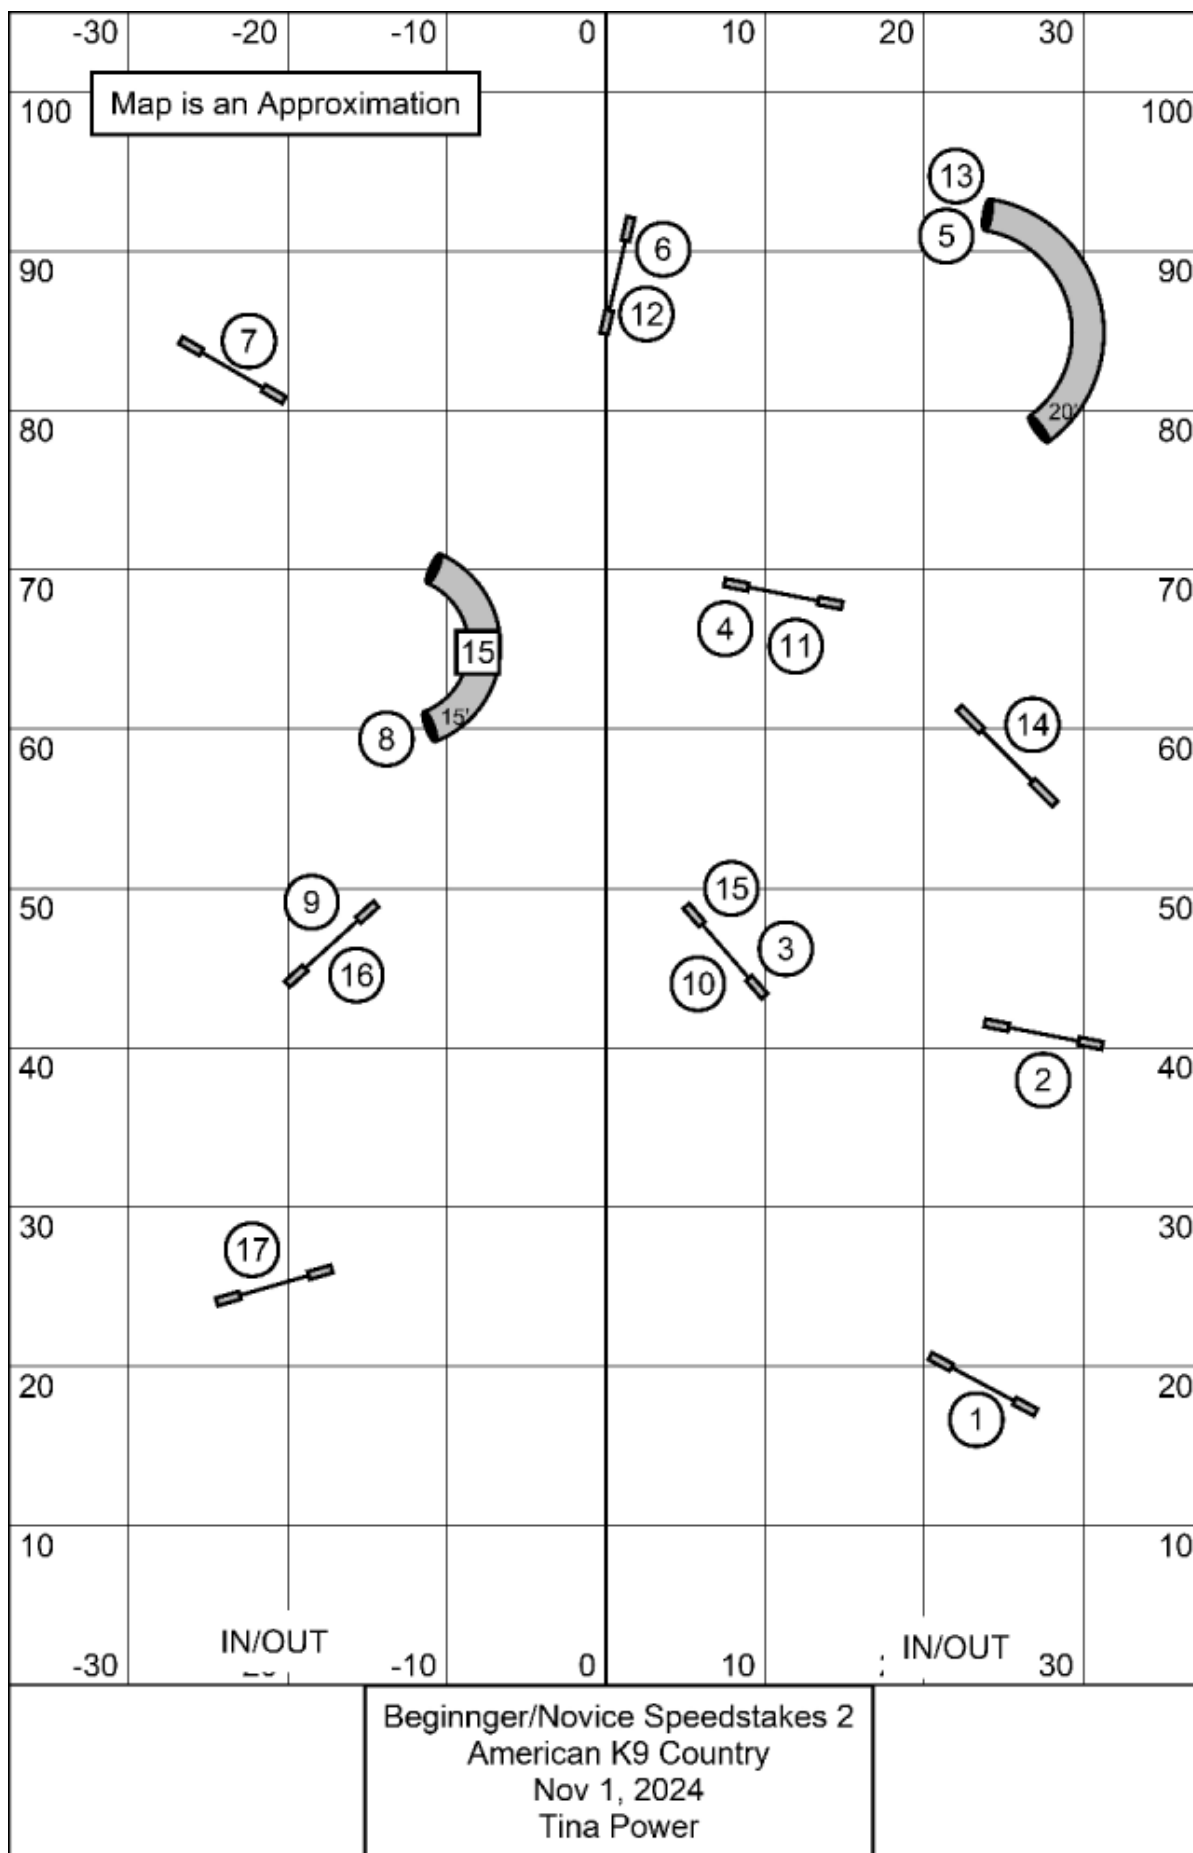 -30 -20 -10 0 10 20 30
Map is an Approximation
100 100
13
5
90 6 90
12
7
80 20' 80
70 70
4 11
15
15'
8
60 14 60
50 15 50
9
3
16
10
40 40
2
30 30
17
20 20
1
10 10
IN/OUT IN/OUT
-30 -10 0 10 30
Beginnger/Novice Speedstakes 2
American K9 Country
Nov 1, 2024
Tina Power